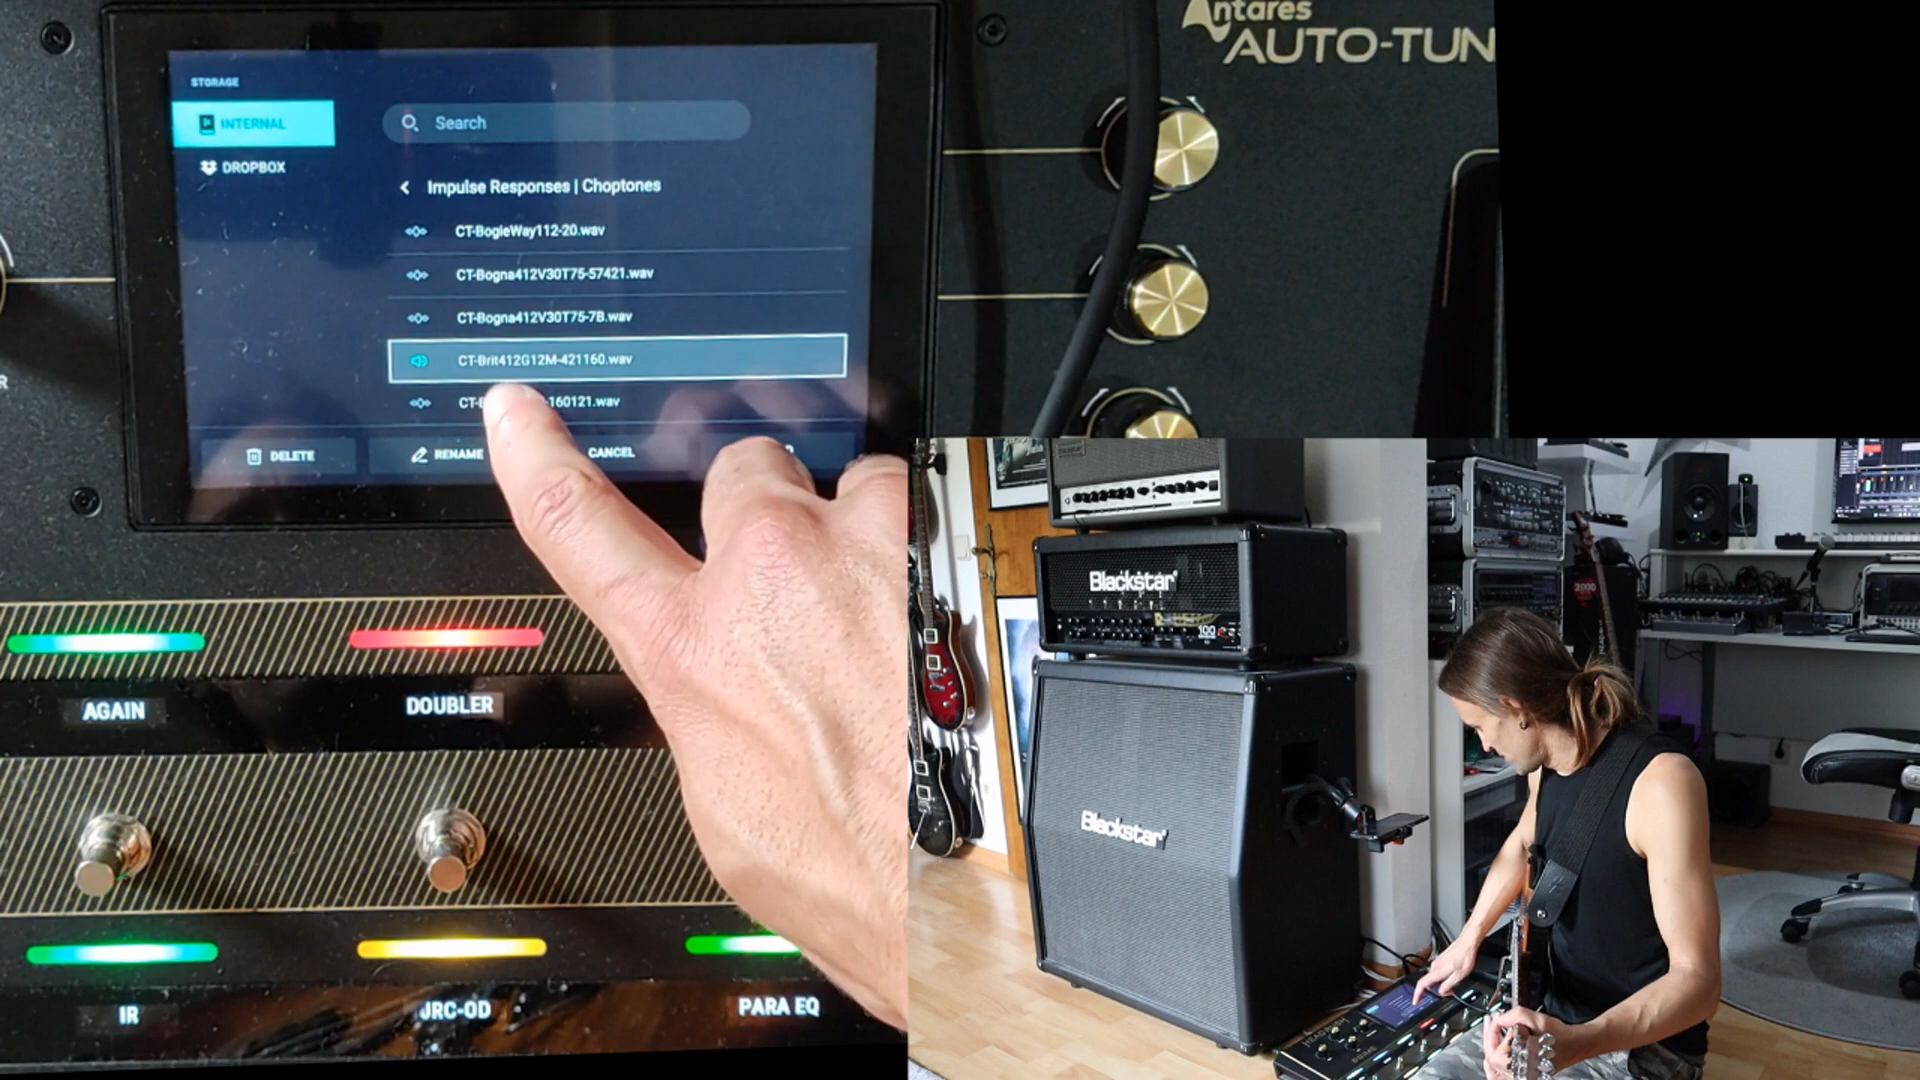 STORAGE
INTERNAL
DROPBOX
Search
Impulse Responses | Choptones
CT-BogieWay112-20.wav
CT-Bogna412V30T75-57421.wav
CT-Bogna412V30T75-7B.wav
CT-Brit412G12M-421160.wav
-160121.wav
DELETE
RENAME
CANCEL
Antares
AUTO-TUN
AGAIN
DOUBLER
IR
JRC-OD
PARA EQ
Blackstar
100
Blackstar